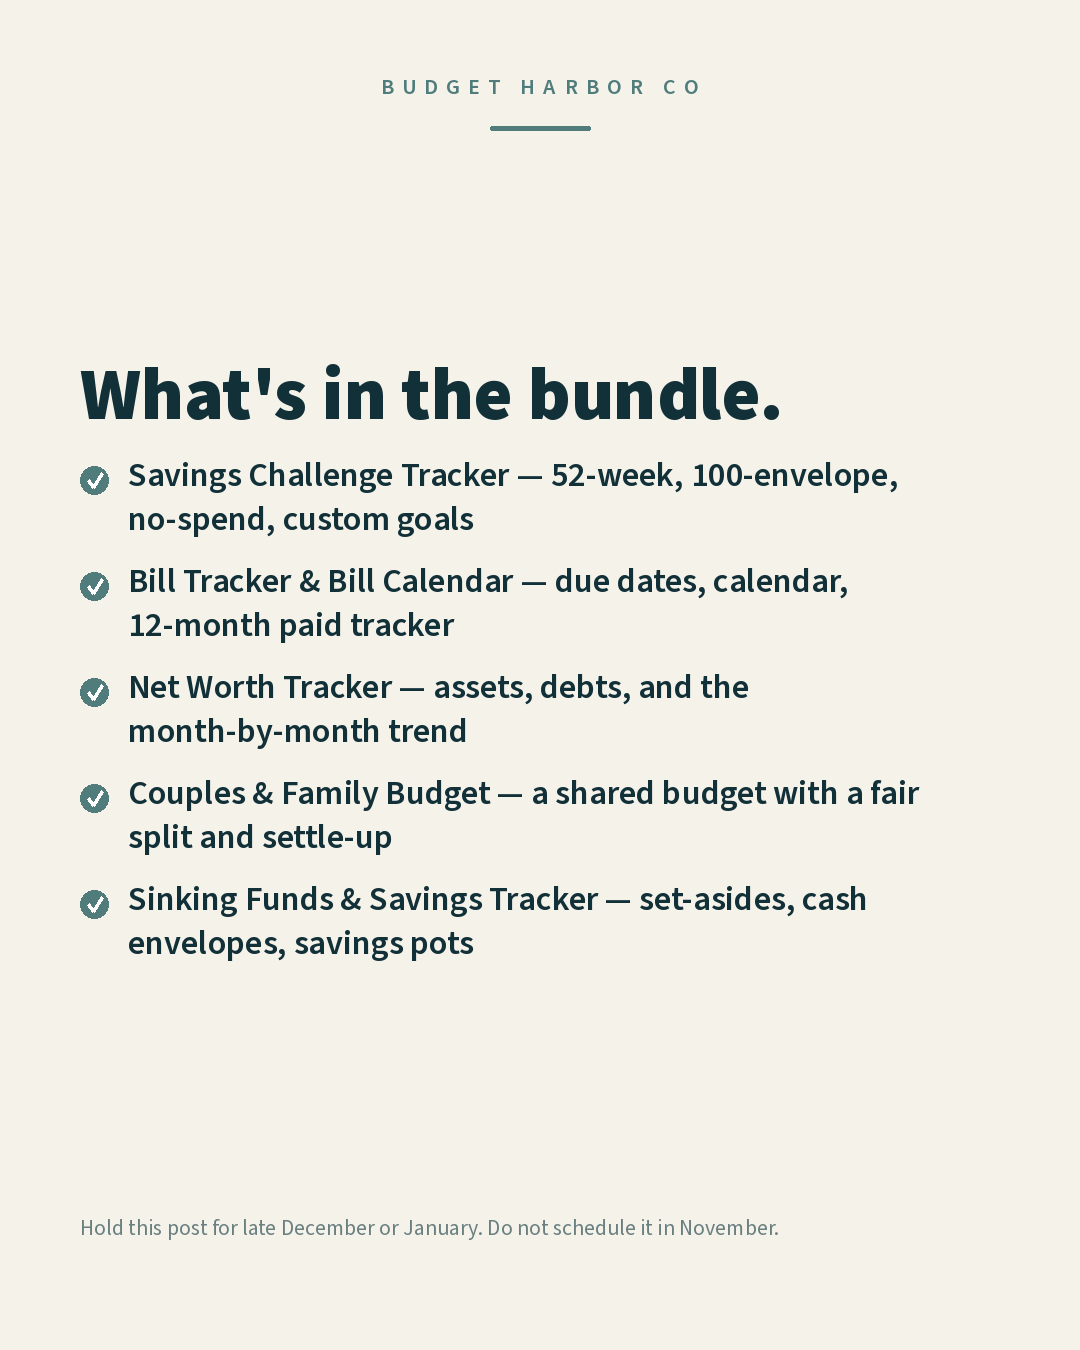 BUDGET HARBOR CO
What's in the bundle.
Savings Challenge Tracker — 52-week, 100-envelope,
no-spend, custom goals
Bill Tracker & Bill Calendar — due dates, calendar,
12-month paid tracker
Net Worth Tracker — assets, debts, and the
month-by-month trend
Couples & Family Budget — a shared budget with a fair
split and settle-up
Sinking Funds & Savings Tracker — set-asides, cash
envelopes, savings pots
Hold this post for late December or January. Do not schedule it in November.